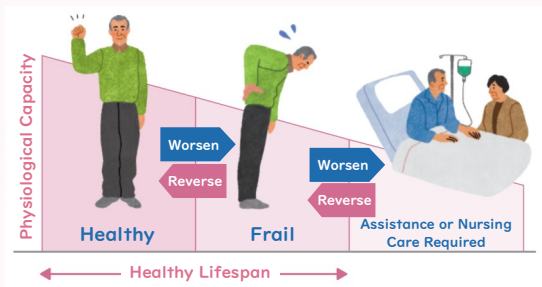 Physiological Capacity
Worsen
Reverse
Worsen
Reverse
Healthy
Frail
Assistance or Nursing
Care Required
Healthy Lifespan